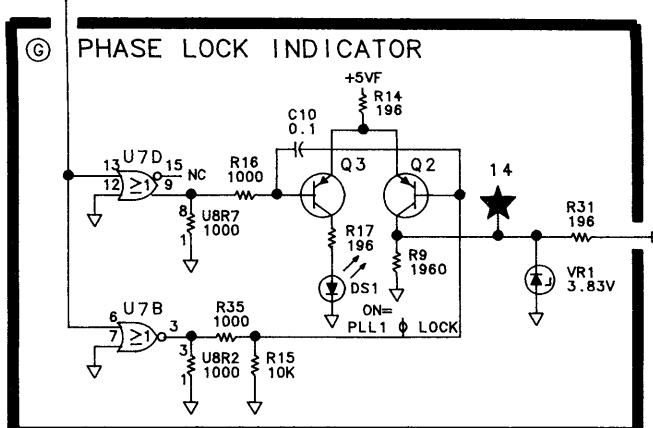 G PHASE LOCK INDICATOR
+5VF
R14
196
C10
0.1
U7D
13
15
NC
12
≥1
9
R16
1000
Q3
Q2
14
8
U8R7
1000
1
R17
196
R9
1960
R31
196
DS1
VR1
3.83V
ON=
PLL1 φ LOCK
U7B
6
7
≥1
3
R35
1000
3
U8R2
1000
1
R15
10K